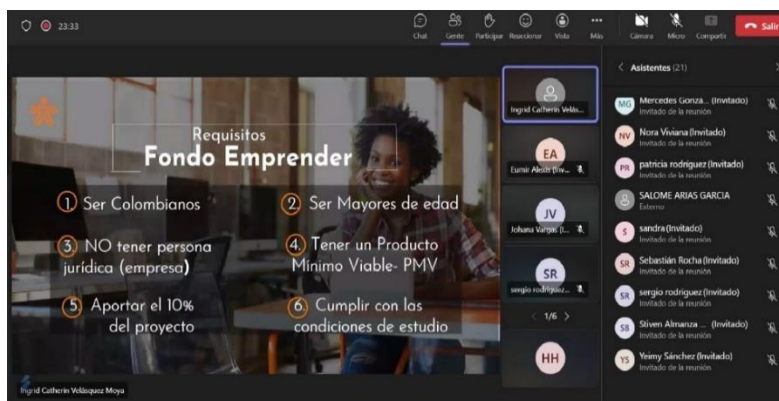 23:33
Chat
Gente
Participar
Reaccionar
Vista
Más
Cámara
Micro
Compartir
Salir
Requisitos
Fondo Emprender
1 Ser Colombianos
2 Ser Mayores de edad
3. NO tener persona
jurídica (empresa)
4. Tener un Producto
Mínimo Viable- PMV
5 Aportar el 10%
del proyecto
6. Cumplir con las
condiciones de estudio
Ingrid Catherin Velásquez Moya
Ingrid Catherin Velás...
EA
Eumir Alexis (Inv...
JV
Johana Vargas (I...
SR
sergio rodriguez...
1/6
HH
Asistentes (21)
MG
Mercedes Gonza... (Invitado)
Invitado de la reunión
NV
Nora Viviana (Invitado)
Invitado de la reunión
PR
patricia rodríguez (Invitado)
Invitado de la reunión
SALOME ARIAS GARCIA
Externo
S
sandra (Invitado)
Invitado de la reunión
SR
Sebastián Rocha (Invitado)
Invitado de la reunión
SR
sergio rodriguez (Invitado)
Invitado de la reunión
SB
Stiven Almanza ... (Invitado)
Invitado de la reunión
YS
Yeimy Sánchez (Invitado)
Invitado de la reunión